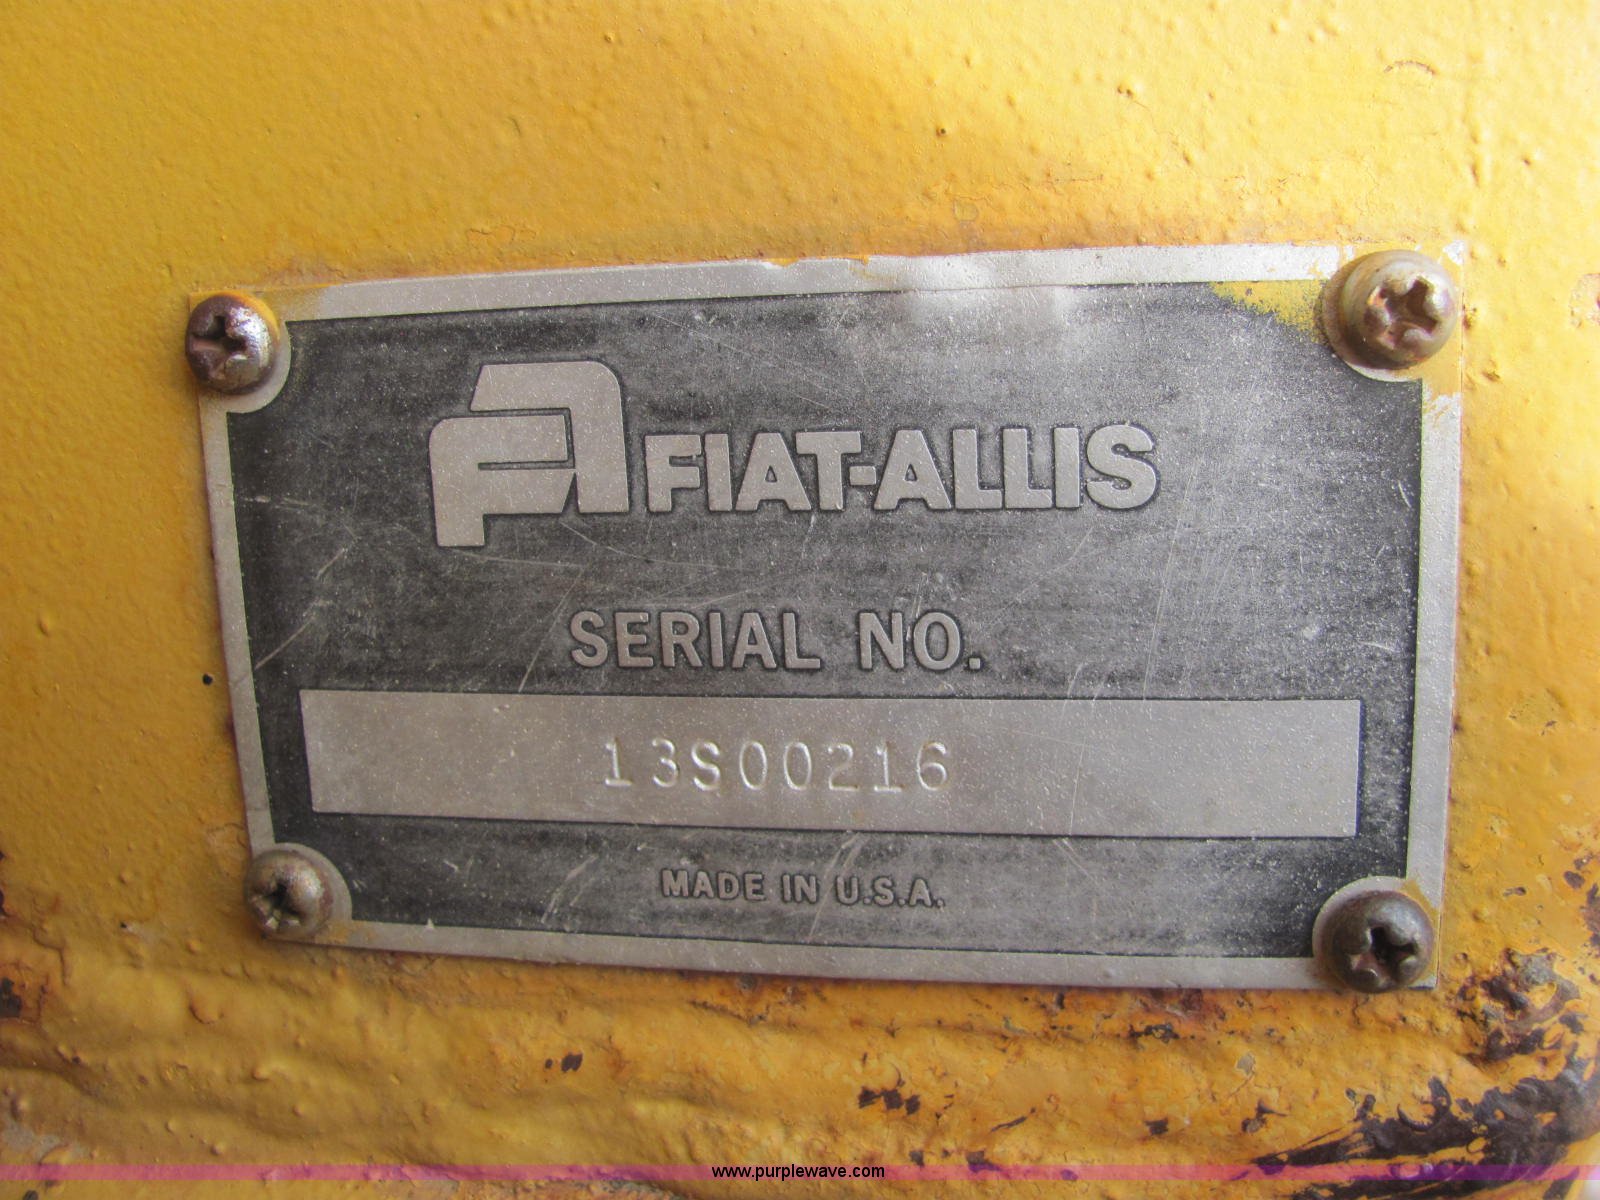 FIAT-ALLIS
SERIAL NO.
13S00216
MADE IN U.S.A.
www.purplewave.com